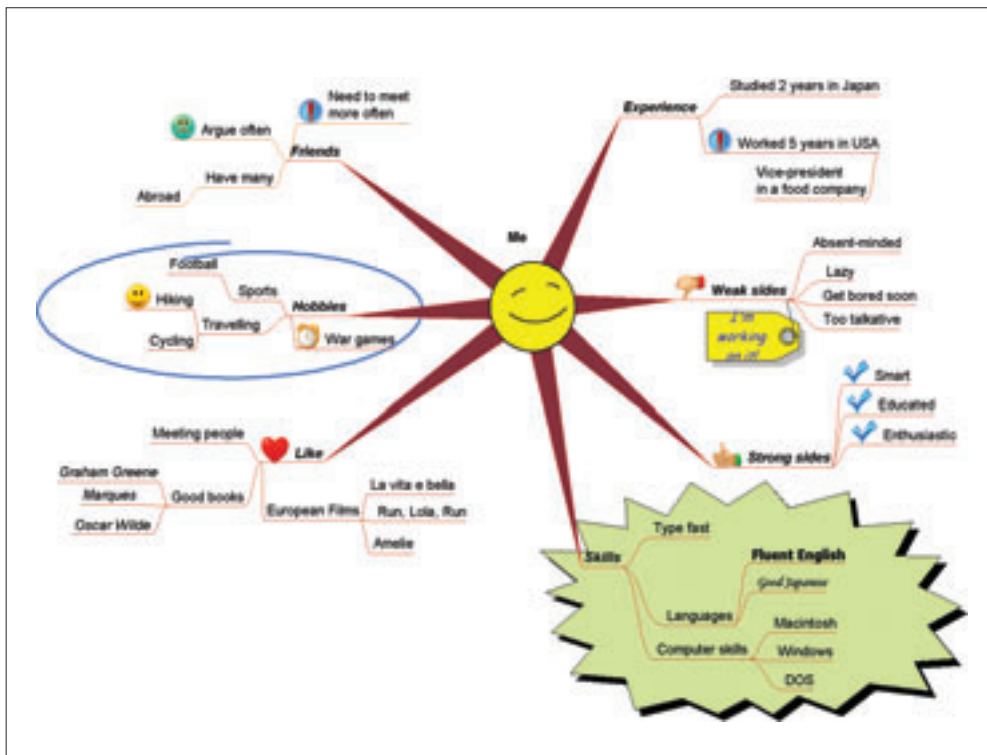 Me
Friends
Need to meet
more often
Argue often
Have many
Abroad
Hobbies
Sports
Football
Travelling
Hiking
Cycling
War games
Like
Meeting people
Good books
Graham Greene
Marques
Oscar Wilde
European Films
La vita e bella
Run, Lola, Run
Amelie
Experience
Studied 2 years in Japan
Worked 5 years in USA
Vice-president
in a food company
Weak sides
Absent-minded
Lazy
Get bored soon
Too talkative
I'm
working
on it!
Strong sides
Smart
Educated
Enthusiastic
Skills
Type fast
Languages
Fluent English
Good Japanese
Computer skills
Macintosh
Windows
DOS